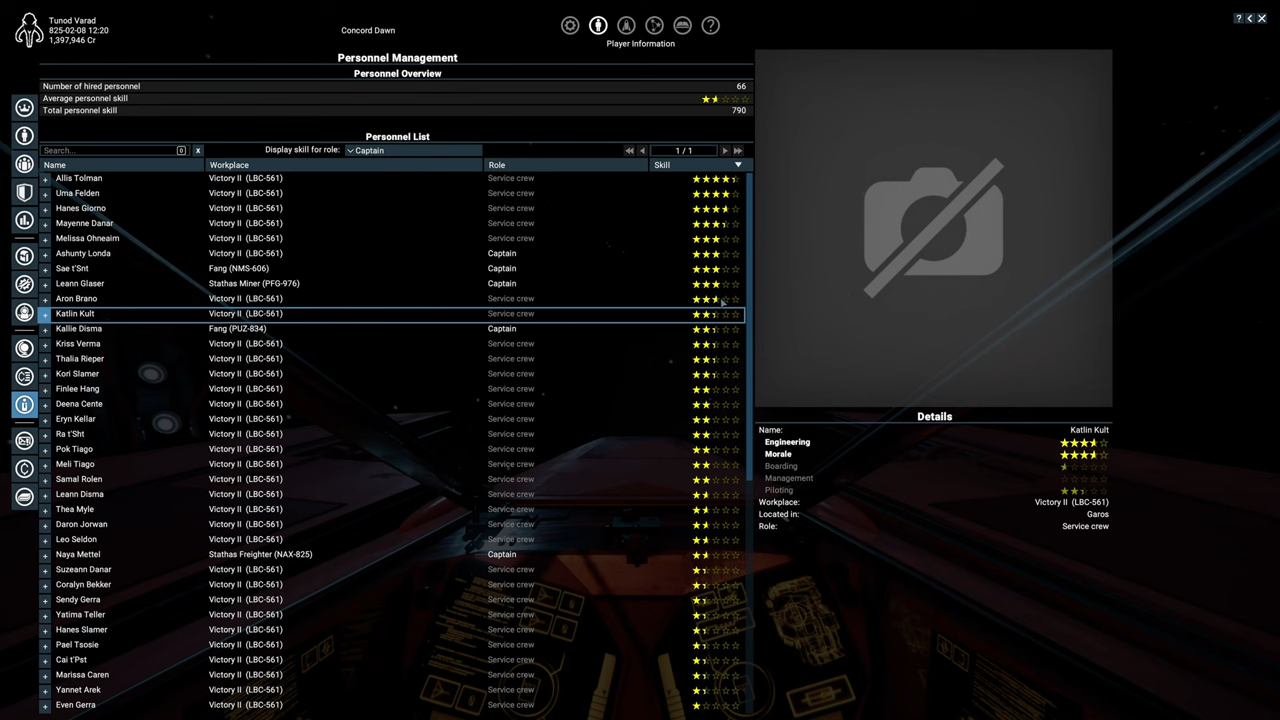 Tunod Varad
825-02-08 12:20
1,397,946 Cr
Concord Dawn
Player Information
? < X
Personnel Management
Personnel Overview
Number of hired personnel 66
Average personnel skill
Total personnel skill 790
Personnel List
Search... x Display skill for role: Captain 1 / 1
Name Workplace Role Skill
Allis Tolman Victory II (LBC-561) Service crew
Uma Felden Victory II (LBC-561) Service crew
Hanes Giorno Victory II (LBC-561) Service crew
Mayenne Danar Victory II (LBC-561) Service crew
Melissa Ohneaim Victory II (LBC-561) Service crew
Ashunty Londa Victory II (LBC-561) Captain
Sae t'Snt Fang (NMS-606) Captain
Leann Glaser Stathas Miner (PFG-976) Captain
Aron Brano Victory II (LBC-561) Service crew
Katlin Kult Victory II (LBC-561) Service crew
Kallie Disma Fang (PUZ-834) Captain
Kriss Verma Victory II (LBC-561) Service crew
Thalia Rieper Victory II (LBC-561) Service crew
Kori Slamer Victory II (LBC-561) Service crew
Finlee Hang Victory II (LBC-561) Service crew
Deena Cente Victory II (LBC-561) Service crew
Eryn Kellar Victory II (LBC-561) Service crew
Ra t'Sht Victory II (LBC-561) Service crew
Pok Tiago Victory II (LBC-561) Service crew
Meli Tiago Victory II (LBC-561) Service crew
Samal Rolen Victory II (LBC-561) Service crew
Leann Disma Victory II (LBC-561) Service crew
Thea Myle Victory II (LBC-561) Service crew
Daron Jorwan Victory II (LBC-561) Service crew
Leo Seldon Victory II (LBC-561) Service crew
Naya Mettel Stathas Freighter (NAX-825) Captain
Suzeann Danar Victory II (LBC-561) Service crew
Coralyn Bekker Victory II (LBC-561) Service crew
Sendy Gerra Victory II (LBC-561) Service crew
Yatima Teller Victory II (LBC-561) Service crew
Hanes Slamer Victory II (LBC-561) Service crew
Pael Tsosie Victory II (LBC-561) Service crew
Cai t'Pst Victory II (LBC-561) Service crew
Marissa Caren Victory II (LBC-561) Service crew
Yannet Arek Victory II (LBC-561) Service crew
Even Gerra Victory II (LBC-561) Service crew
Details
Name: Katlin Kult
Engineering
Morale
Boarding
Management
Piloting
Workplace: Victory II (LBC-561)
Located in: Garos
Role: Service crew